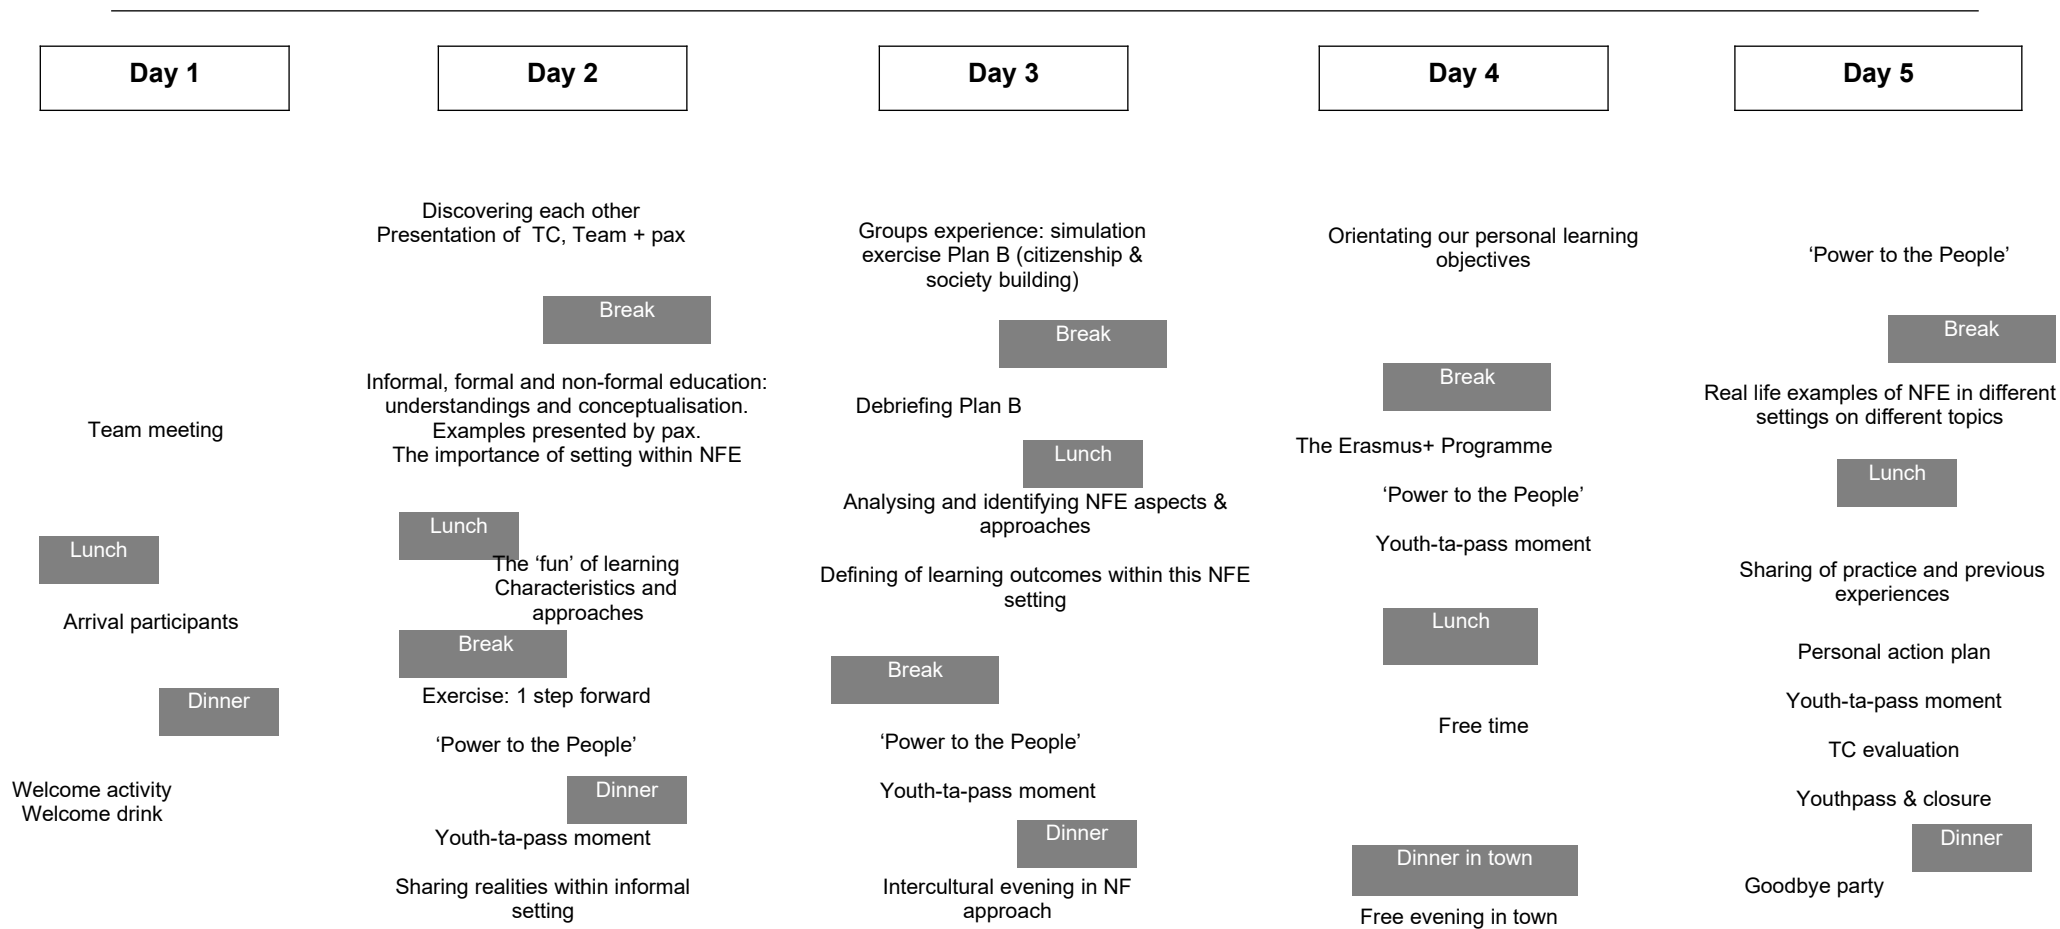 Day 1
Team meeting
Lunch
Arrival participants
Dinner
Welcome activity
Welcome drink
Day 2
Discovering each other
Presentation of  TC, Team + pax
Break
Informal, formal and non-formal education:
understandings and conceptualisation.
Examples presented by pax.
The importance of setting within NFE
Lunch
The ‘fun’ of learning
Characteristics and
approaches
Break
Exercise: 1 step forward
‘Power to the People’
Dinner
Youth-ta-pass moment
Sharing realities within informal
setting
Day 3
Groups experience: simulation
exercise Plan B (citizenship &
society building)
Break
Debriefing Plan B
Lunch
Analysing and identifying NFE aspects &
approaches
Defining of learning outcomes within this NFE
setting
Break
‘Power to the People’
Youth-ta-pass moment
Dinner
Intercultural evening in NF
approach
Day 4
Orientating our personal learning
objectives
Break
The Erasmus+ Programme
‘Power to the People’
Youth-ta-pass moment
Lunch
Free time
Dinner in town
Free evening in town
Day 5
‘Power to the People’
Break
Real life examples of NFE in different
settings on different topics
Lunch
Sharing of practice and previous
experiences
Personal action plan
Youth-ta-pass moment
TC evaluation
Youthpass & closure
Dinner
Goodbye party